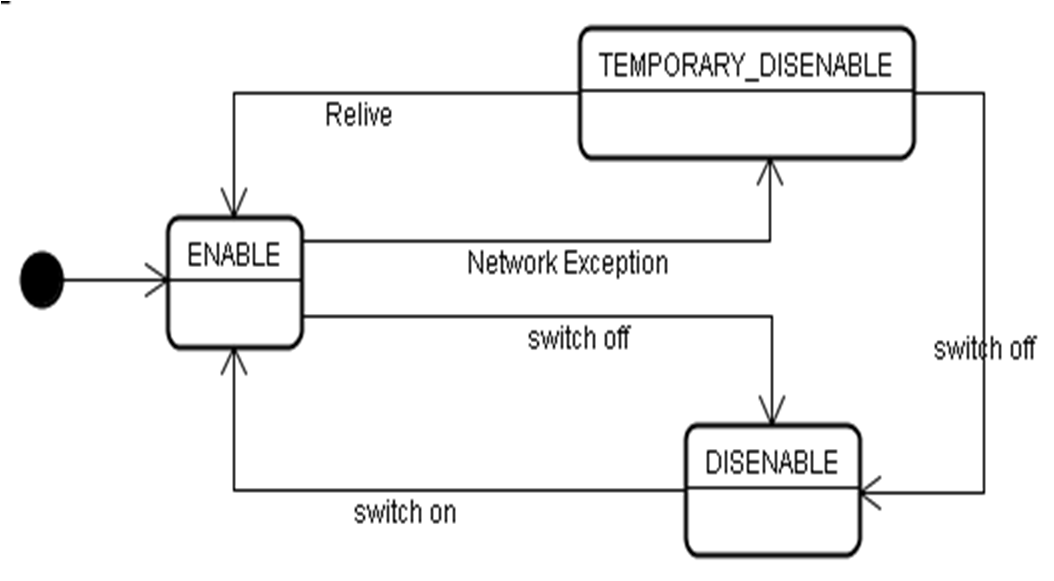 TEMPORARY_DISENABLE
Relive
ENABLE
Network Exception
switch off
switch off
DISENABLE
switch on